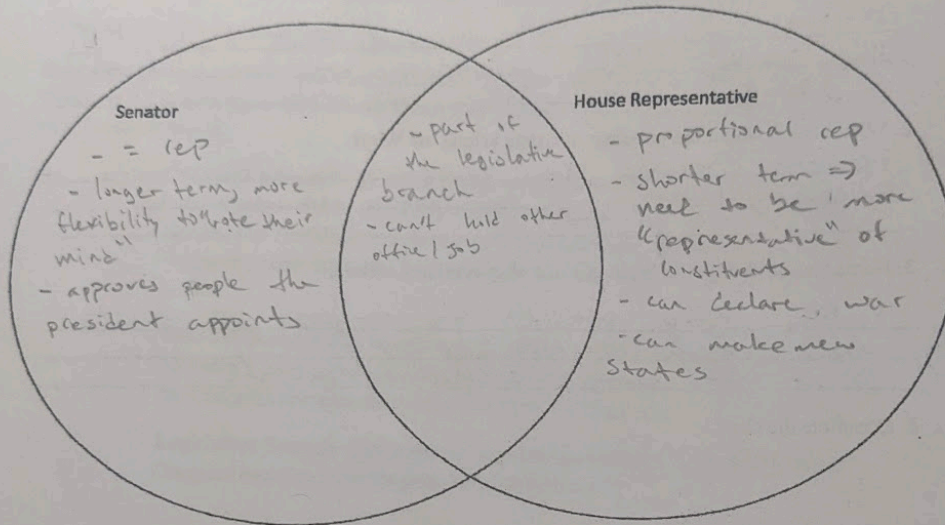 Senator
- = rep
- longer term, more
flexibility to "vote their
mind"
- approves people the
president appoints
- part of
the legislative
branch
- can't hold other
office / job
House Representative
- proportional rep
- shorter term ⇒
need to be more
"representative" of
constituents
- can declare war
- can make new
states